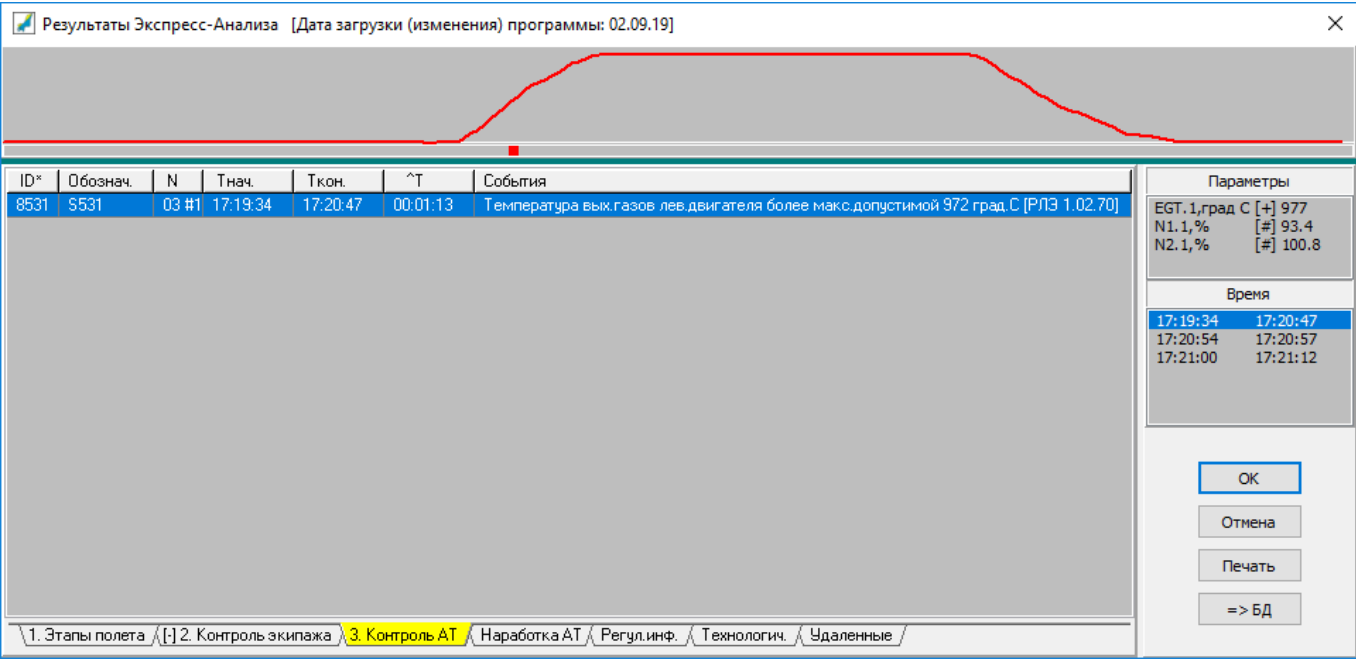 Результаты Экспресс-Анализа [Дата загрузки (изменения) программы: 02.09.19]
ID* Обознач. N Тнач. Ткон. ^T События
8531 S531 03 #1 17:19:34 17:20:47 00:01:13 Температура вых.газов лев.двигателя более макс.допустимой 972 град.С [РЛЭ 1.02.70]
Параметры
EGT.1,град С [+] 977
N1.1,% [#] 93.4
N2.1,% [#] 100.8
Время
17:19:34 17:20:47
17:20:54 17:20:57
17:21:00 17:21:12
OK
Отмена
Печать
=> БД
1. Этапы полета [-] 2. Контроль экипажа 3. Контроль АТ Наработка АТ Регул.инф. Технологич. Удаленные